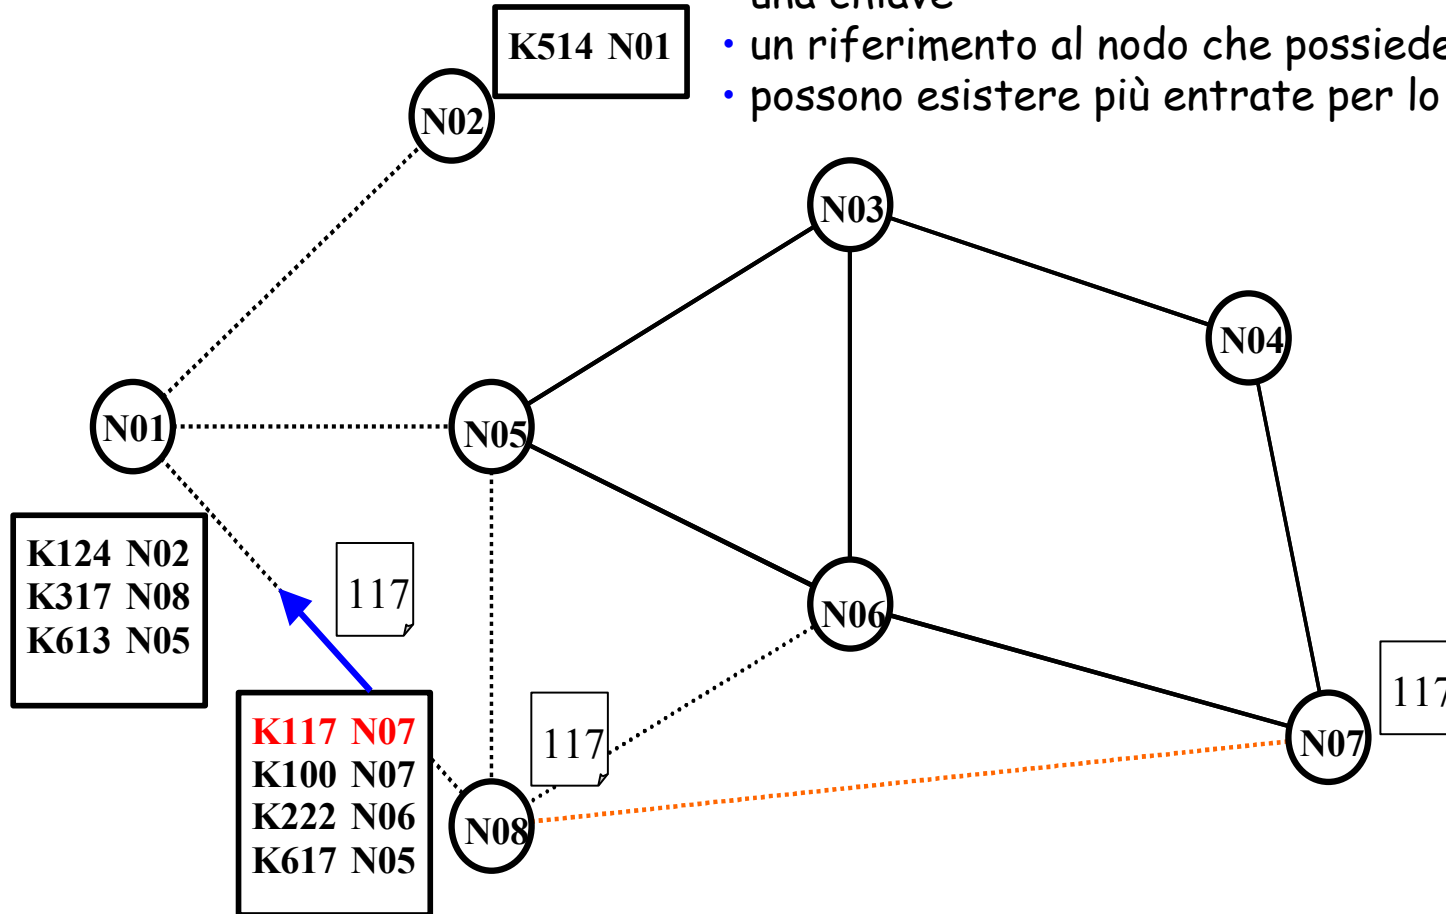 una chiave
• un riferimento al nodo che possiede
• possono esistere più entrate per lo
K514 N01
N02
N03
N04
N01
N05
K124 N02
K317 N08
K613 N05
117
N06
K117 N07
K100 N07
K222 N06
K617 N05
117
117
N07
N08